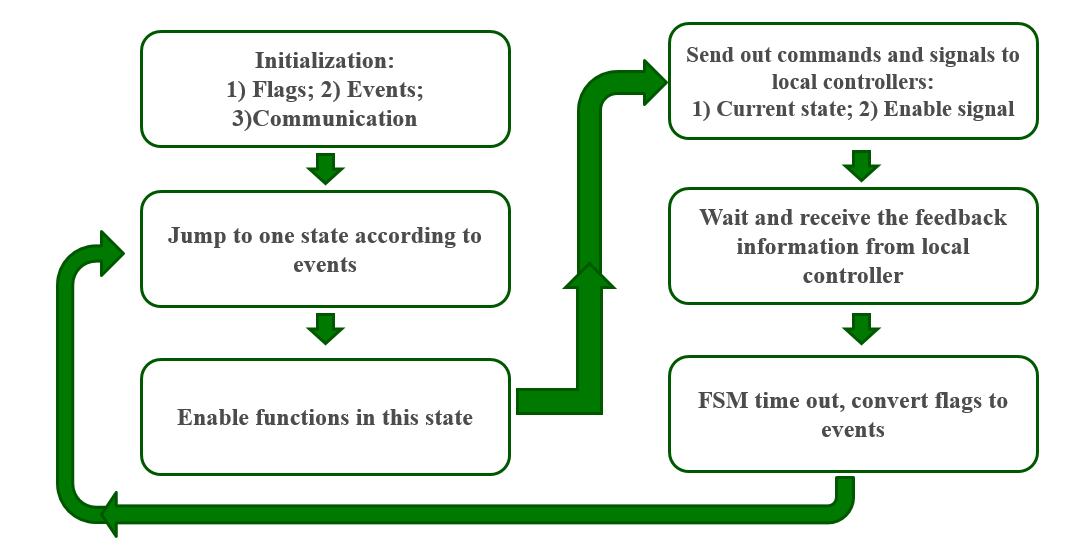 Initialization:
1) Flags; 2) Events;
3)Communication
Jump to one state according to
events
Enable functions in this state
Send out commands and signals to
local controllers:
1) Current state; 2) Enable signal
Wait and receive the feedback
information from local
controller
FSM time out, convert flags to
events